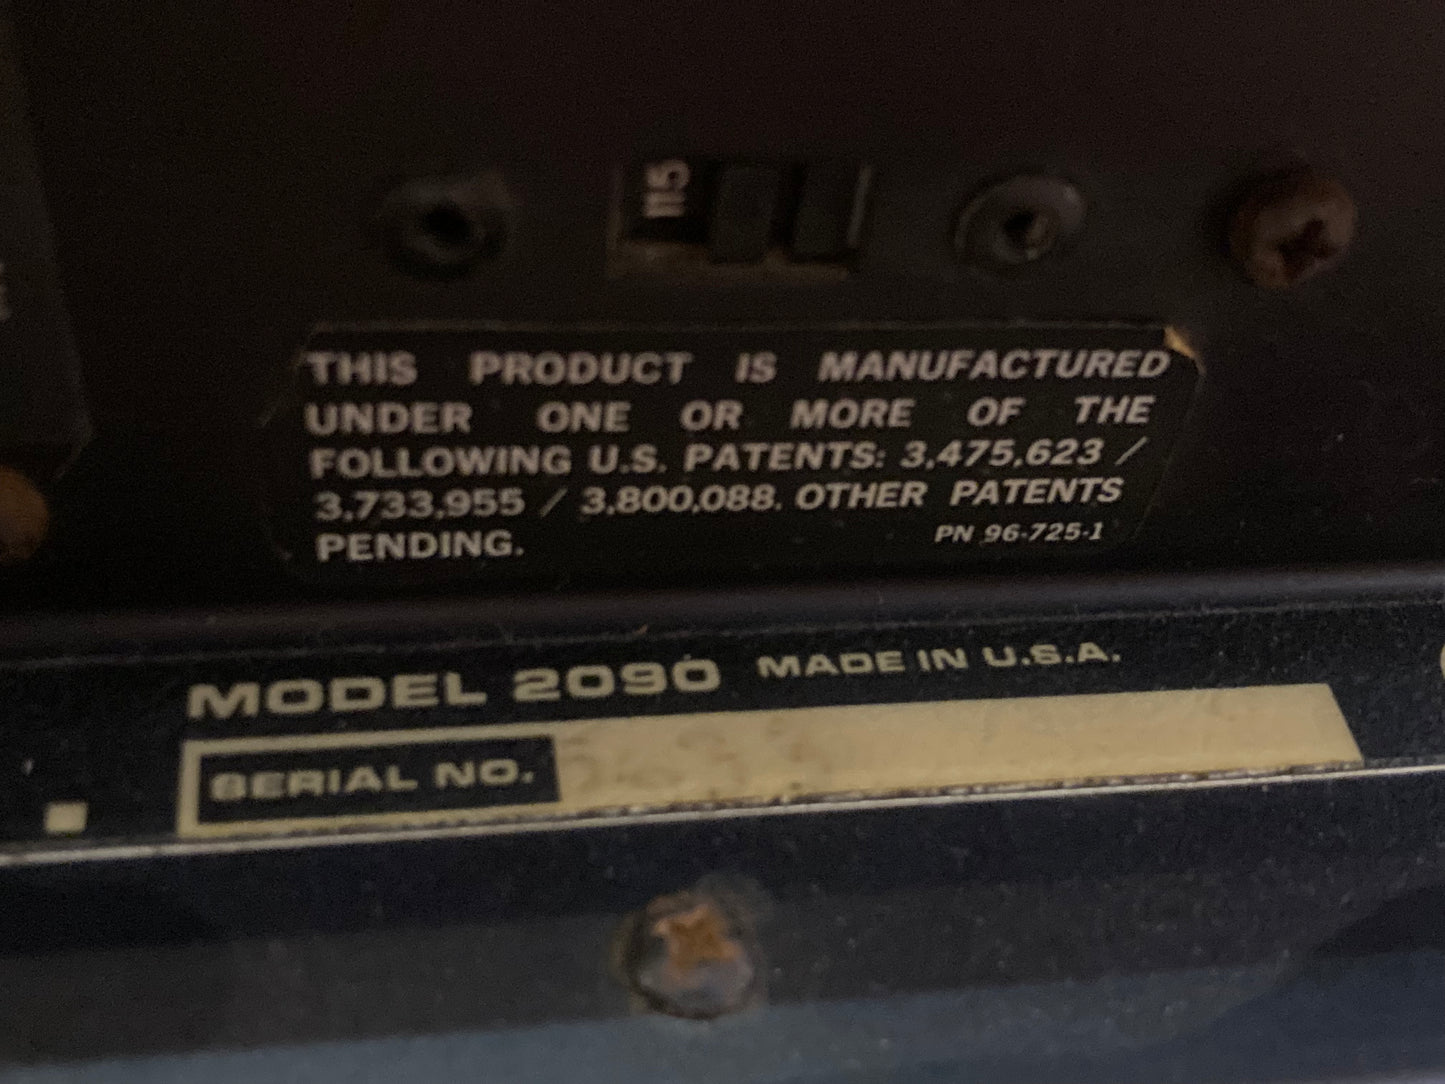 115
THIS PRODUCT IS MANUFACTURED
UNDER ONE OR MORE OF THE
FOLLOWING U.S. PATENTS: 3,475,623 /
3,733,955 / 3,800,088. OTHER PATENTS
PENDING. PN 96-725-1
MODEL 2090 MADE IN U.S.A.
SERIAL NO.